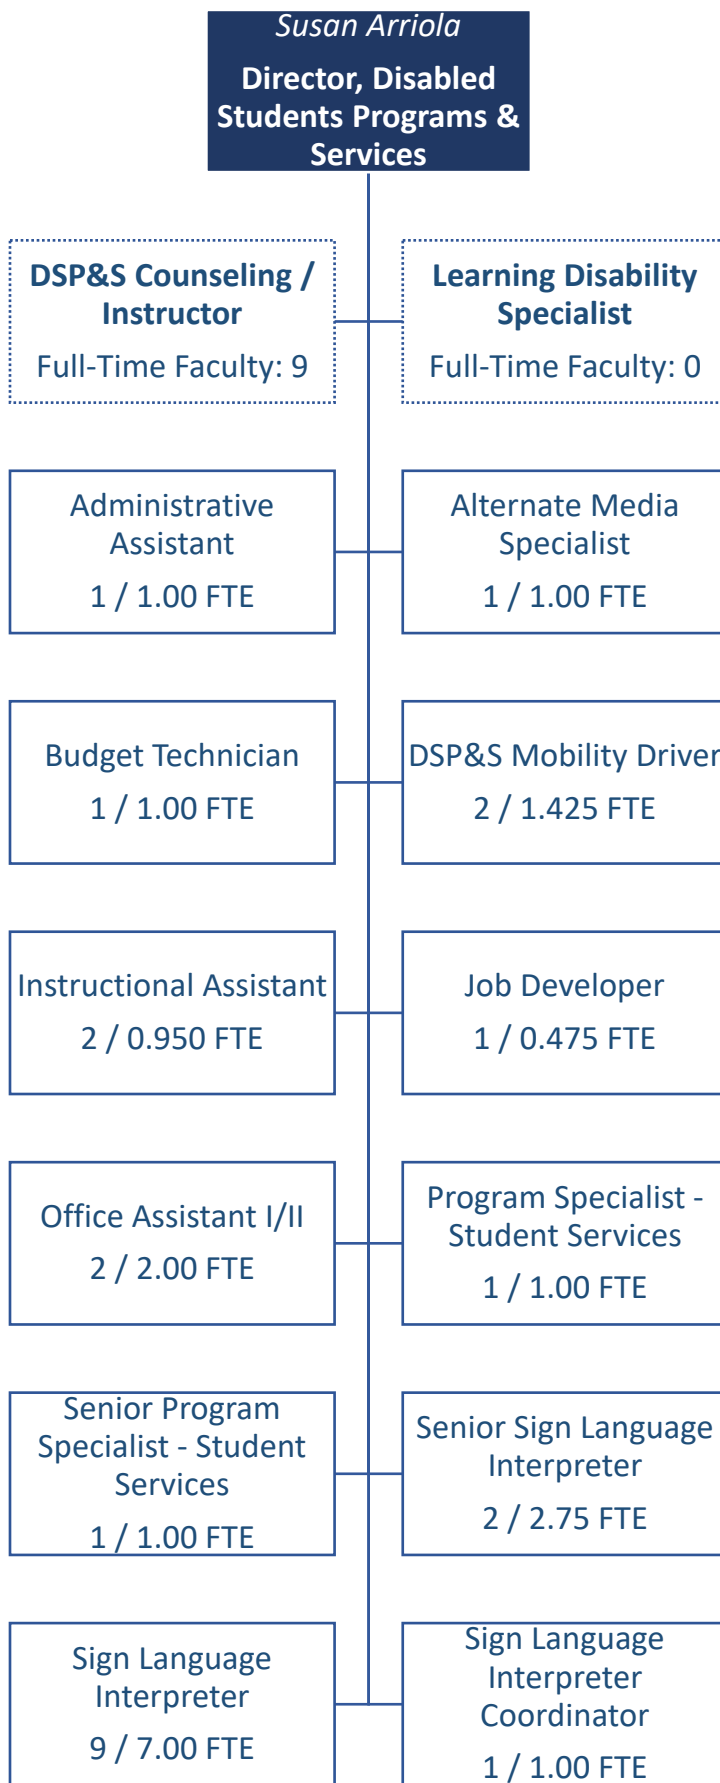 Susan Arriola
Director, Disabled
Students Programs &
Services
DSP&S Counseling /
Instructor
Full-Time Faculty: 9
Learning Disability
Specialist
Full-Time Faculty: 0
Administrative
Assistant
1 / 1.00 FTE
Alternate Media
Specialist
1 / 1.00 FTE
Budget Technician
1 / 1.00 FTE
DSP&S Mobility Driver
2 / 1.425 FTE
Instructional Assistant
2 / 0.950 FTE
Job Developer
1 / 0.475 FTE
Office Assistant I/II
2 / 2.00 FTE
Program Specialist -
Student Services
1 / 1.00 FTE
Senior Program
Specialist - Student
Services
1 / 1.00 FTE
Senior Sign Language
Interpreter
2 / 2.75 FTE
Sign Language
Interpreter
9 / 7.00 FTE
Sign Language
Interpreter
Coordinator
1 / 1.00 FTE